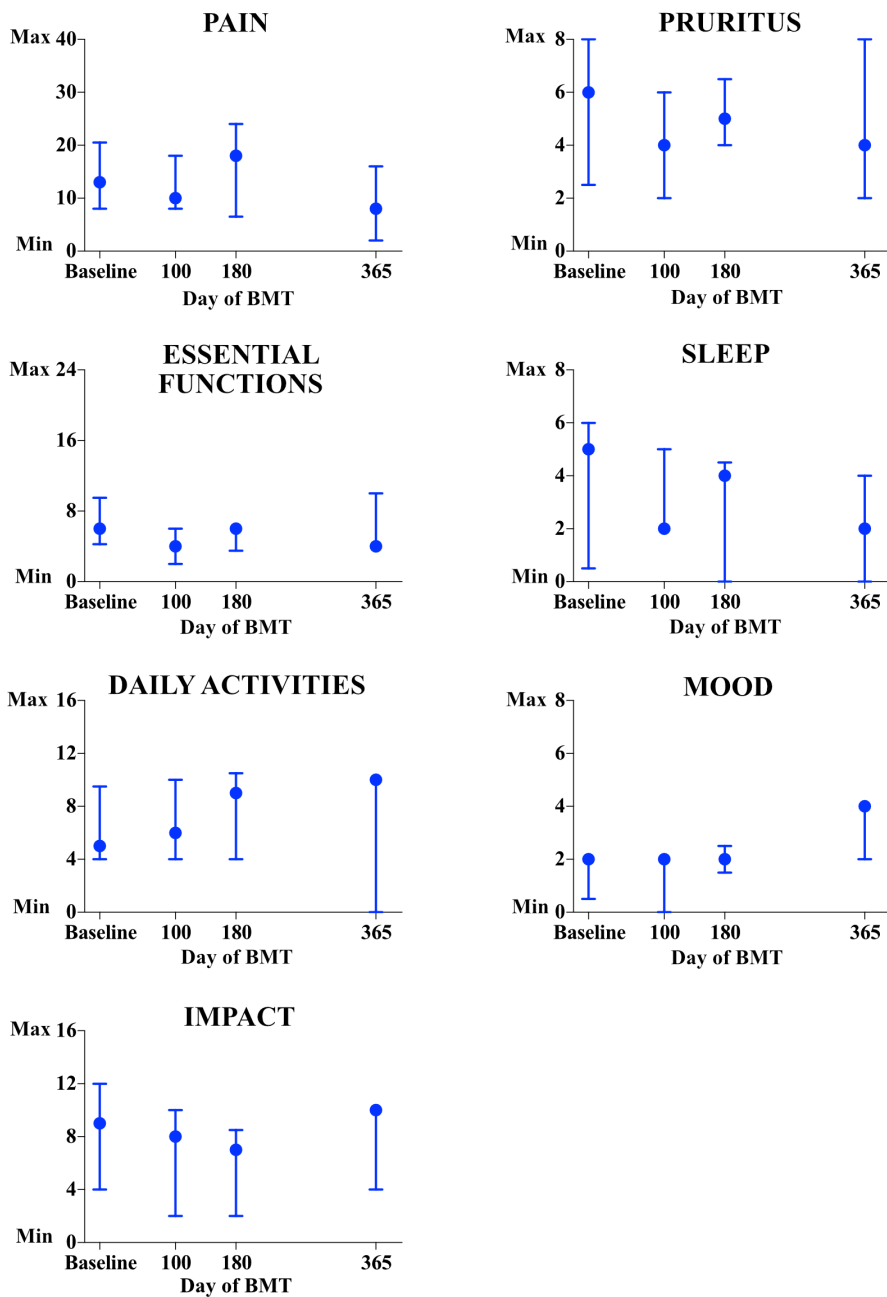 PAIN
Max 40
30
20
10
Min 0
Baseline 100 180 365
Day of BMT
PRURITUS
Max 8
6
4
2
Min 0
Baseline 100 180 365
Day of BMT
ESSENTIAL
FUNCTIONS
Max 24
16
8
Min 0
Baseline 100 180 365
Day of BMT
SLEEP
Max 8
6
4
2
Min 0
Baseline 100 180 365
Day of BMT
DAILY ACTIVITIES
Max 16
12
8
4
Min 0
Baseline 100 180 365
Day of BMT
MOOD
Max 8
6
4
2
Min 0
Baseline 100 180 365
Day of BMT
IMPACT
Max 16
12
8
4
Min 0
Baseline 100 180 365
Day of BMT